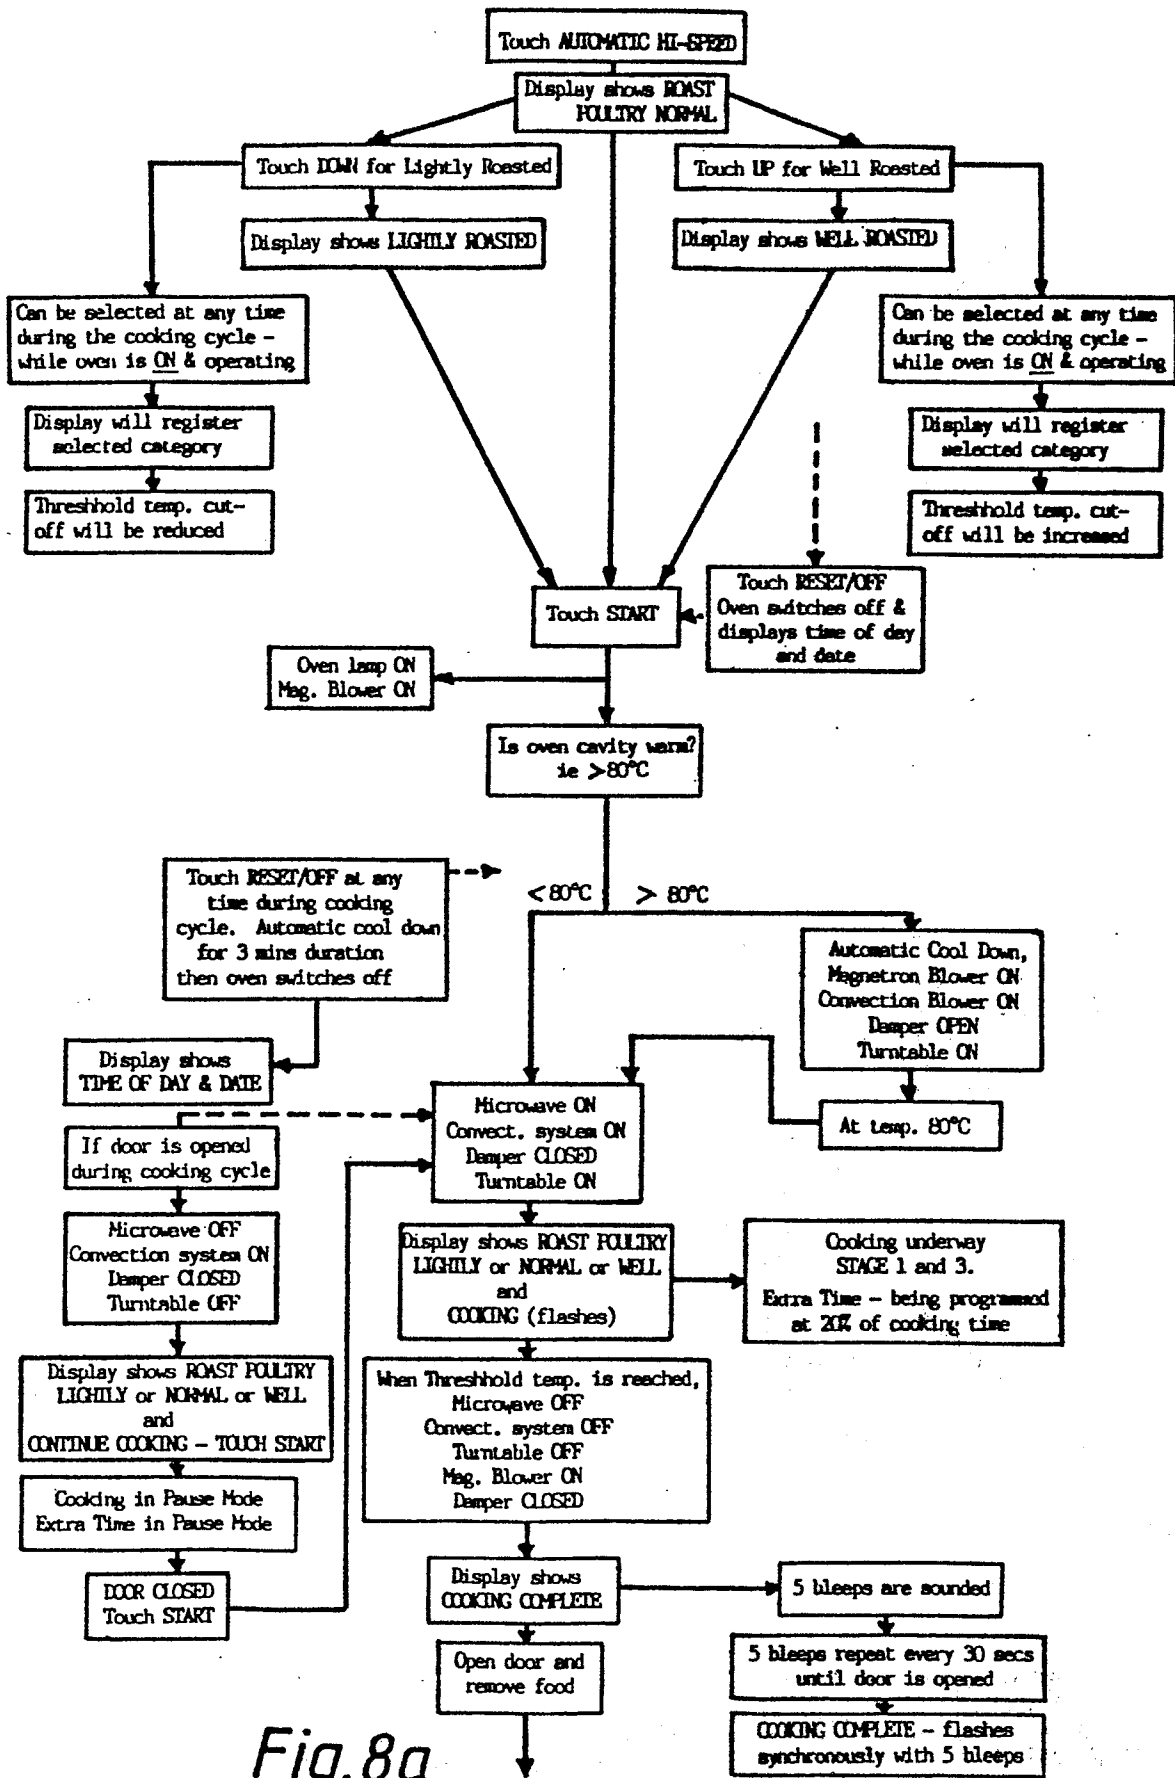 Touch AUTOMATIC HI-SPEED
Display shows ROAST
POULTRY NORMAL
Touch DOWN for Lightly Roasted
Touch UP for Well Roasted
Display shows LIGHTLY ROASTED
Display shows WELL ROASTED
Can be selected at any time
during the cooking cycle -
while oven is ON & operating
Can be selected at any time
during the cooking cycle -
while oven is ON & operating
Display will register
selected category
Display will register
selected category
Threshhold temp. cut-
off will be reduced
Threshhold temp. cut-
off will be increased
Touch START
Touch RESET/OFF
Oven switches off &
displays time of day
and date
Oven lamp ON
Mag. Blower ON
Is oven cavity warm?
ie >80°C
Touch RESET/OFF at any
time during cooking
cycle. Automatic cool down
for 3 mins duration
then oven switches off
<80°C
>80°C
Automatic Cool Down,
Magnetron Blower ON
Convection Blower ON
Damper OPEN
Turntable ON
Display shows
TIME OF DAY & DATE
At temp. 80°C
Microwave ON
Convect. system ON
Damper CLOSED
Turntable ON
If door is opened
during cooking cycle
Microwave OFF
Convection system ON
Damper CLOSED
Turntable OFF
Display shows ROAST POULTRY
LIGHTLY or NORMAL or WELL
and
COOKING (flashes)
Cooking underway
STAGE 1 and 3.
Extra Time - being programmed
at 20% of cooking time
Display shows ROAST POULTRY
LIGHTLY or NORMAL or WELL
and
CONTINUE COOKING - TOUCH START
When Threshhold temp. is reached,
Microwave OFF
Convect. system OFF
Turntable OFF
Mag. Blower ON
Damper CLOSED
Cooking in Pause Mode
Extra Time in Pause Mode
DOOR CLOSED
Touch START
Display shows
COOKING COMPLETE
5 bleeps are sounded
Open door and
remove food
5 bleeps repeat every 30 secs
until door is opened
COOKING COMPLETE - flashes
synchronously with 5 bleeps
Fig.8a